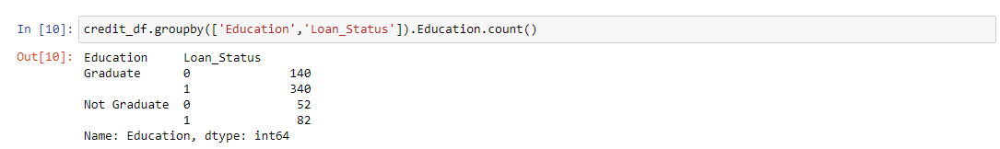 In [10]: credit_df.groupby(['Education','Loan_Status']).Education.count()
Out[10]: Education     Loan_Status
Graduate      0              140
              1              340
Not Graduate  0               52
              1               82
Name: Education, dtype: int64